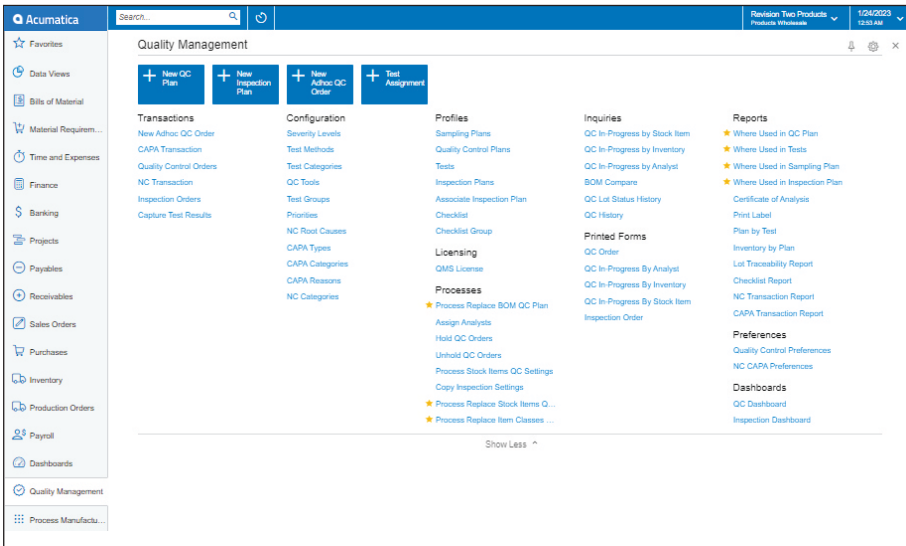 Acumatica
Search...
Revision Two Products
Products Wholesale
1/24/2023
12:53 AM
Favorites
Data Views
Bills of Material
Material Requirem...
Time and Expenses
Finance
Banking
Projects
Payables
Receivables
Sales Orders
Purchases
Inventory
Production Orders
Payroll
Dashboards
Quality Management
Process Manufactu...
Quality Management
New QC
Plan
New
Inspection
Plan
New
Adhoc QC
Order
Test
Assignment
Transactions
New Adhoc QC Order
CAPA Transaction
Quality Control Orders
NC Transaction
Inspection Orders
Capture Test Results
Configuration
Severity Levels
Test Methods
Test Categories
QC Tools
Test Groups
Priorities
NC Root Causes
CAPA Types
CAPA Categories
CAPA Reasons
NC Categories
Profiles
Sampling Plans
Quality Control Plans
Tests
Inspection Plans
Associate Inspection Plan
Checklist
Checklist Group
Licensing
QMS License
Processes
Process Replace BOM QC Plan
Assign Analysts
Hold QC Orders
Unhold QC Orders
Process Stock Items QC Settings
Copy Inspection Settings
Process Replace Stock Items Q...
Process Replace Item Classes ...
Inquiries
QC In-Progress by Stock Item
QC In-Progress by Inventory
QC In-Progress by Analyst
BOM Compare
QC Lot Status History
QC History
Printed Forms
QC Order
QC In-Progress By Analyst
QC In-Progress By Inventory
QC In-Progress By Stock Item
Inspection Order
Reports
Where Used in QC Plan
Where Used in Tests
Where Used in Sampling Plan
Where Used in Inspection Plan
Certificate of Analysis
Print Label
Plan by Test
Inventory by Plan
Lot Traceability Report
Checklist Report
NC Transaction Report
CAPA Transaction Report
Preferences
Quality Control Preferences
NC CAPA Preferences
Dashboards
QC Dashboard
Inspection Dashboard
Show Less